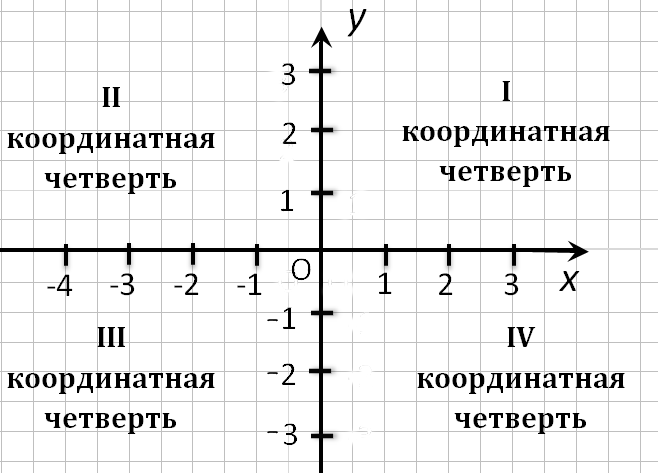 y
3
II
I
координатная
координатная
2
четверть
четверть
1
O
-4 -3 -2 -1 1 2 3 x
-1
III
IV
координатная
координатная
-2
четверть
четверть
-3